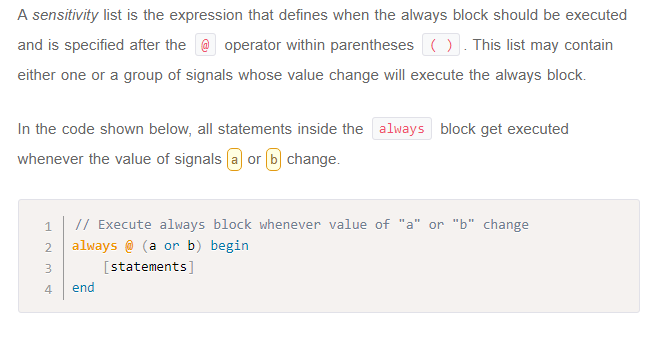 A sensitivity list is the expression that defines when the always block should be executed
and is specified after the @ operator within parentheses ( ) . This list may contain
either one or a group of signals whose value change will execute the always block.
In the code shown below, all statements inside the always block get executed
whenever the value of signals a or b change.
1 // Execute always block whenever value of "a" or "b" change
2 always @ (a or b) begin
3 [statements]
4 end